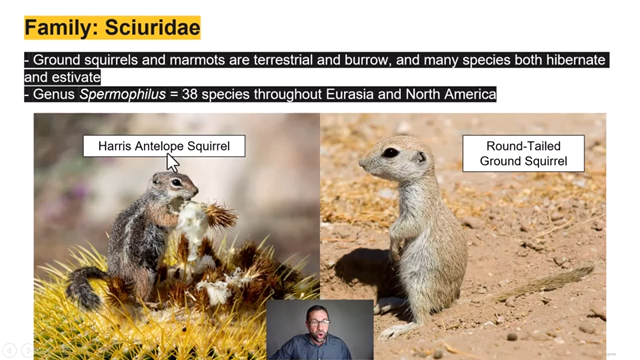 Family: Sciuridae
- Ground squirrels and marmots are terrestrial and burrow, and many species both hibernate
and estivate
- Genus Spermophilus = 38 species throughout Eurasia and North America
Harris Antelope Squirrel
Round-Tailed
Ground Squirrel